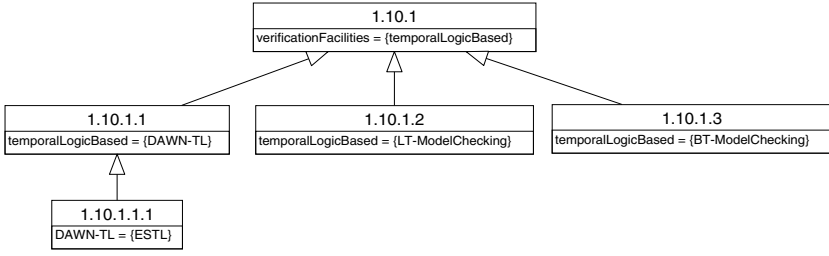 1.10.1
verificationFacilities = {temporalLogicBased}
1.10.1.1
temporalLogicBased = {DAWN-TL}
1.10.1.2
temporalLogicBased = {LT-ModelChecking}
1.10.1.3
temporalLogicBased = {BT-ModelChecking}
1.10.1.1.1
DAWN-TL = {ESTL}